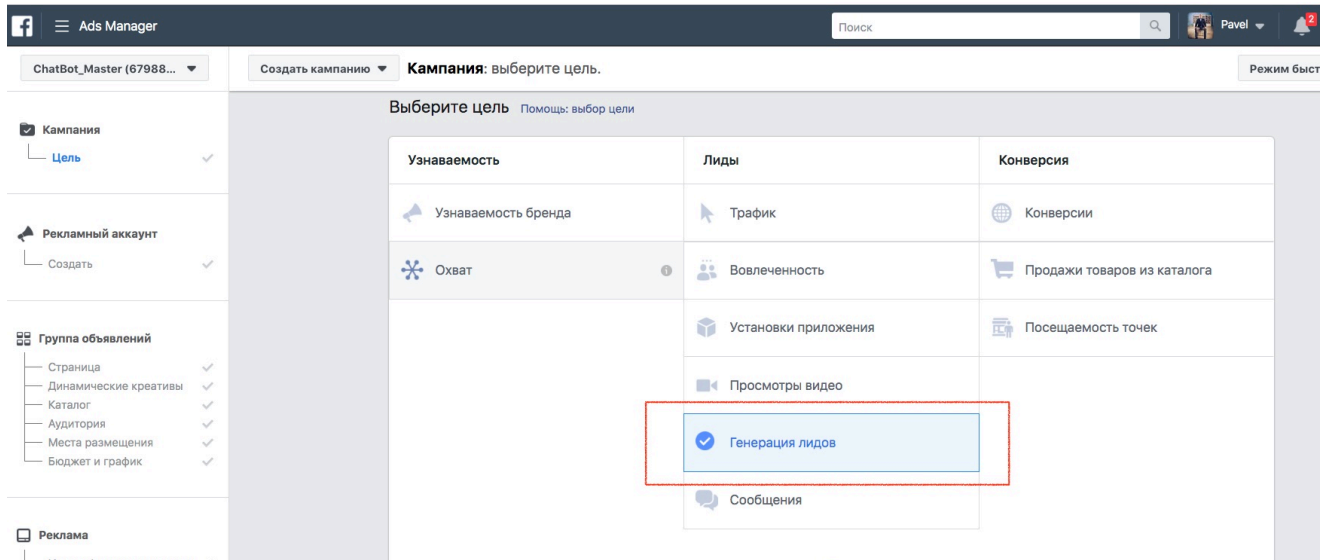 f
Ads Manager
Поиск
Pavel
2
ChatBot_Master (67988...
Создать кампанию
Кампания: выберите цель.
Режим быст
Кампания
Цель
Рекламный аккаунт
Создать
Группа объявлений
Страница
Динамические креативы
Каталог
Аудитория
Места размещения
Бюджет и график
Реклама
Выберите цель Помощь: выбор цели
Узнаваемость
Узнаваемость бренда
Охват
Лиды
Трафик
Вовлеченность
Установки приложения
Просмотры видео
Генерация лидов
Сообщения
Конверсия
Конверсии
Продажи товаров из каталога
Посещаемость точек